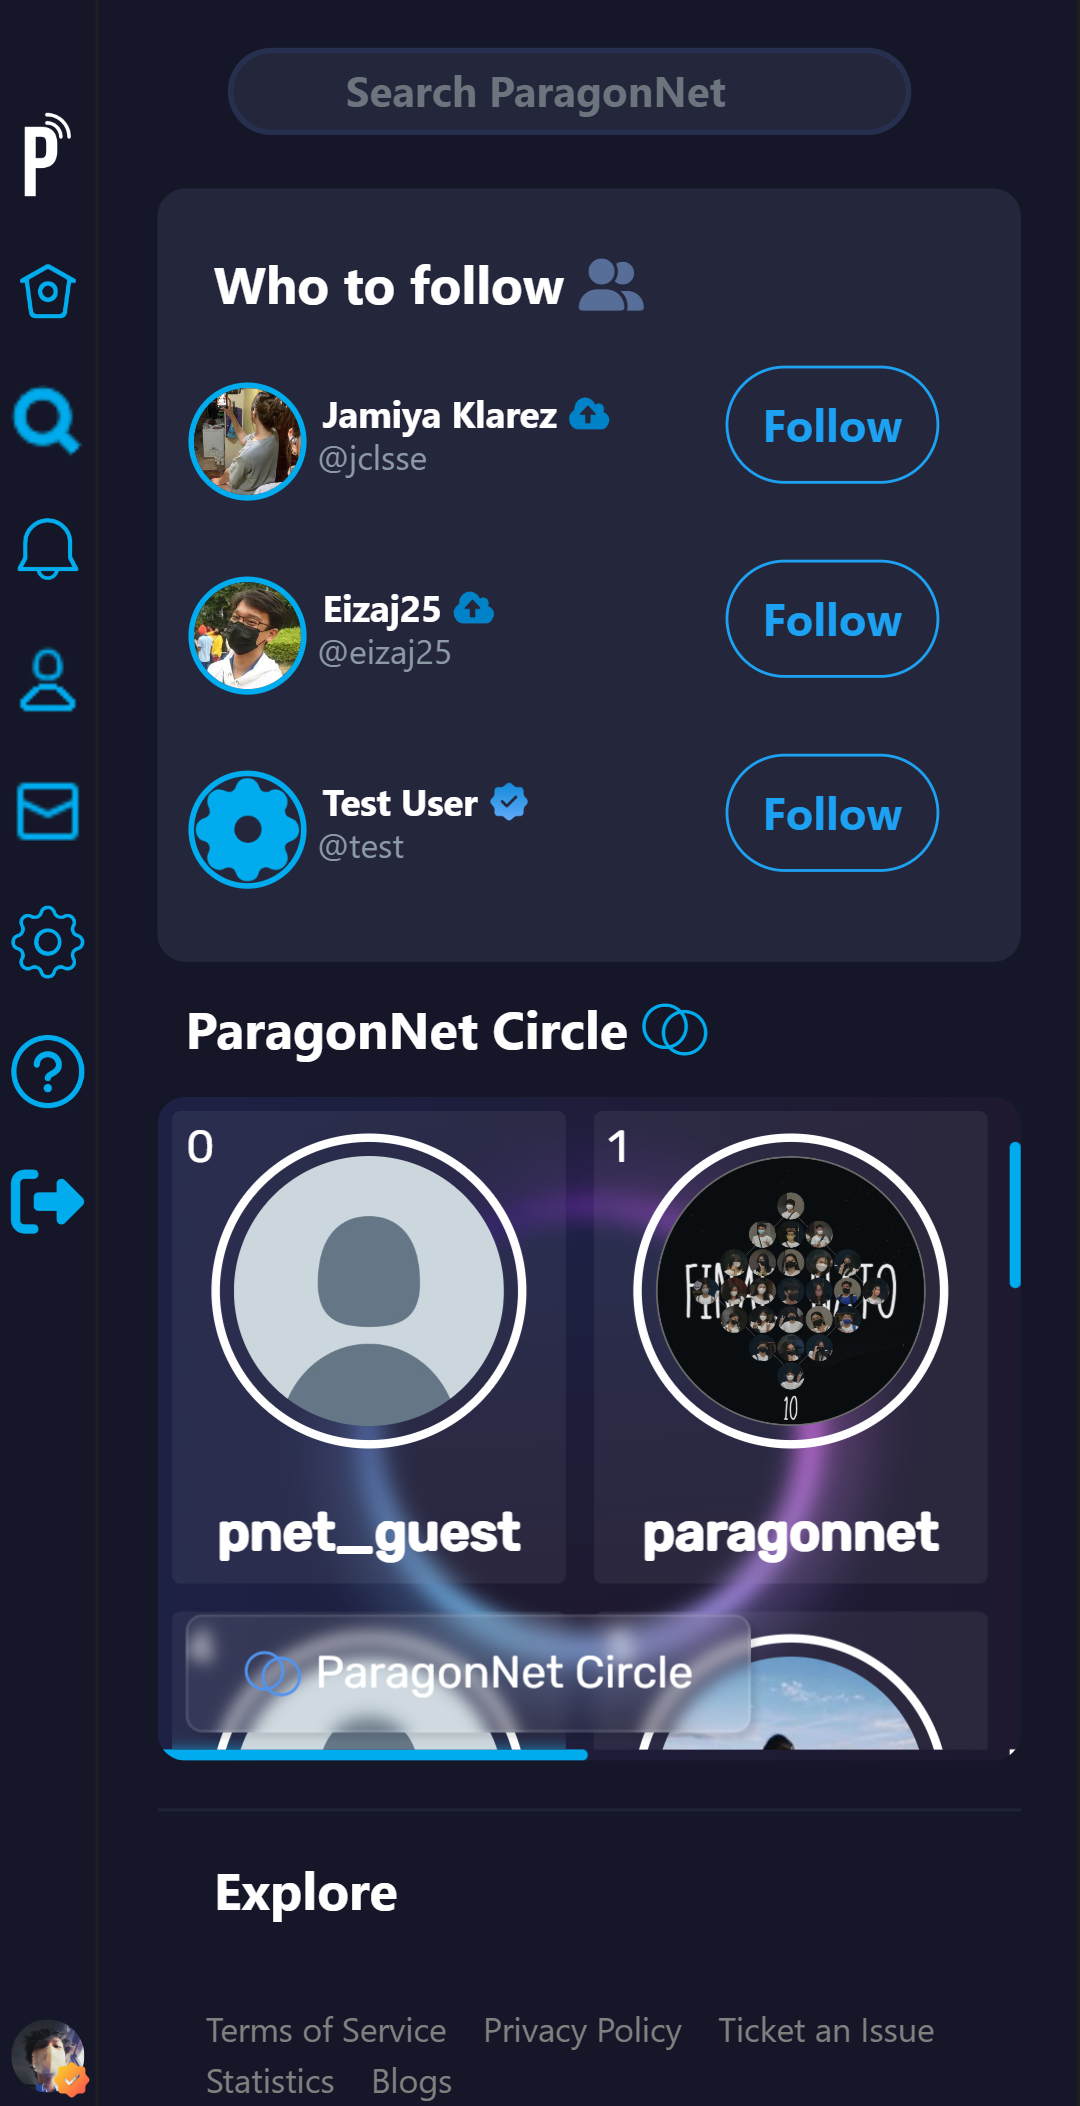 P
Search ParagonNet
Who to follow
Jamiya Klarez
@jclsse
Follow
Eizaj25
@eizaj25
Follow
Test User
@test
Follow
ParagonNet Circle
0
1
10
pnet_guest
paragonnet
ParagonNet Circle
Explore
Terms of Service Privacy Policy Ticket an Issue
Statistics Blogs